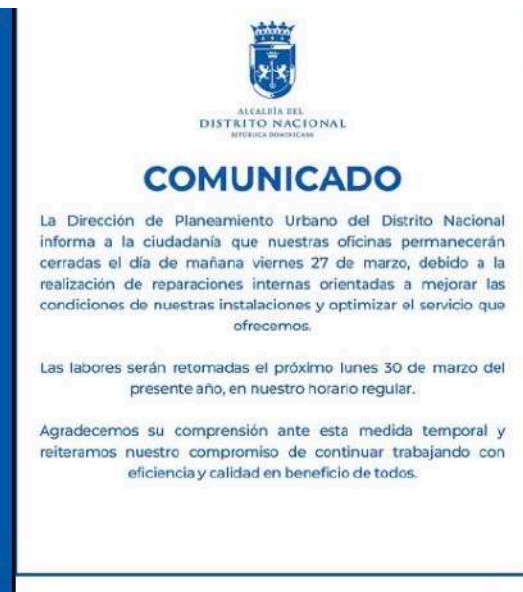 ALCALDÍA DEL
DISTRITO NACIONAL
REPÚBLICA DOMINICANA
COMUNICADO
La Dirección de Planeamiento Urbano del Distrito Nacional
informa a la ciudadanía que nuestras oficinas permanecerán
cerradas el día de mañana viernes 27 de marzo, debido a la
realización de reparaciones internas orientadas a mejorar las
condiciones de nuestras instalaciones y optimizar el servicio que
ofrecemos.
Las labores serán retomadas el próximo lunes 30 de marzo del
presente año, en nuestro horario regular.
Agradecemos su comprensión ante esta medida temporal y
reiteramos nuestro compromiso de continuar trabajando con
eficiencia y calidad en beneficio de todos.